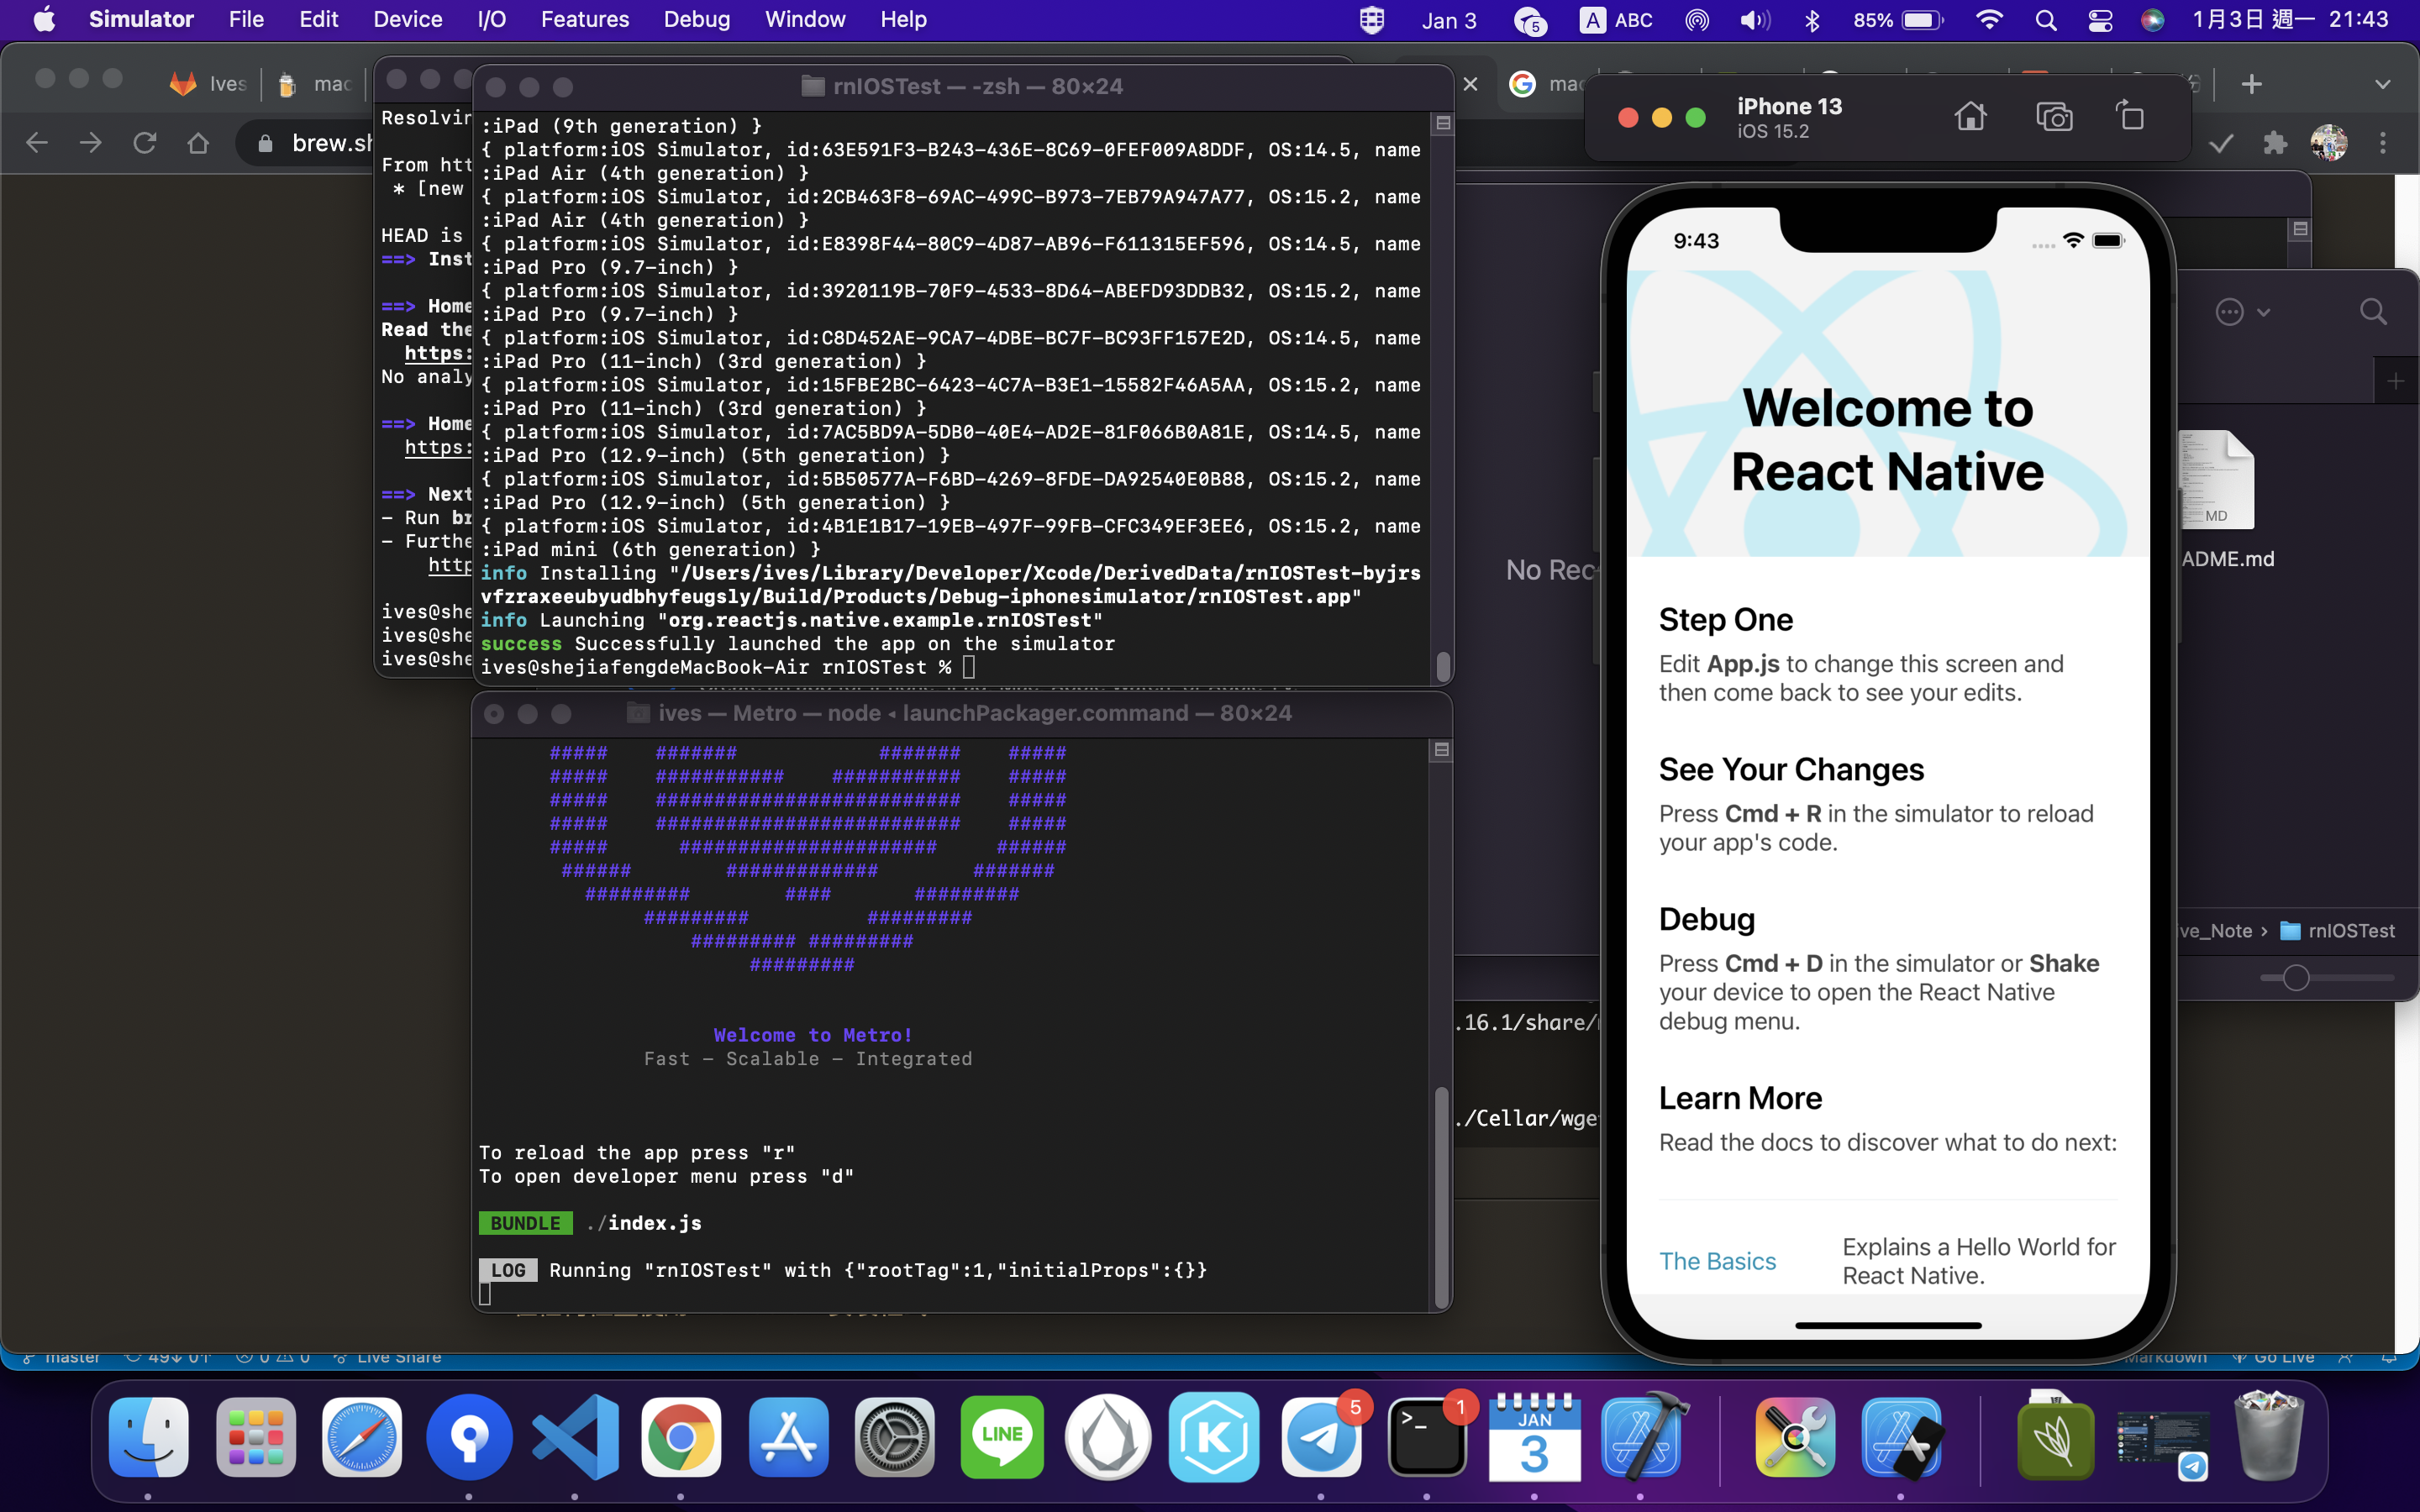 Simulator File Edit Device I/O Features Debug Window Help
Jan 3 5 A ABC 85% 1月3日 週一 21:43
Ives
mac
brew.sh
Resolvin
From htt
* [new
HEAD is
==> Inst
==> Home
Read the
https:
No analy
==> Home
https:
==> Next
- Run br
- Furthe
http
ives@she
ives@she
ives@she
rnIOSTest — -zsh — 80×24
:iPad (9th generation) }
{ platform:iOS Simulator, id:63E591F3-B243-436E-8C69-0FEF009A8DDF, OS:14.5, name
:iPad Air (4th generation) }
{ platform:iOS Simulator, id:2CB463F8-69AC-499C-B973-7EB79A947A77, OS:15.2, name
:iPad Air (4th generation) }
{ platform:iOS Simulator, id:E8398F44-80C9-4D87-AB96-F611315EF596, OS:14.5, name
:iPad Pro (9.7-inch) }
{ platform:iOS Simulator, id:3920119B-70F9-4533-8D64-ABEFD93DDB32, OS:15.2, name
:iPad Pro (9.7-inch) }
{ platform:iOS Simulator, id:C8D452AE-9CA7-4DBE-BC7F-BC93FF157E2D, OS:14.5, name
:iPad Pro (11-inch) (3rd generation) }
{ platform:iOS Simulator, id:15FBE2BC-6423-4C7A-B3E1-15582F46A5AA, OS:15.2, name
:iPad Pro (11-inch) (3rd generation) }
{ platform:iOS Simulator, id:7AC5BD9A-5DB0-40E4-AD2E-81F066B0A81E, OS:14.5, name
:iPad Pro (12.9-inch) (5th generation) }
{ platform:iOS Simulator, id:5B50577A-F6BD-4269-8FDE-DA92540E0B88, OS:15.2, name
:iPad Pro (12.9-inch) (5th generation) }
{ platform:iOS Simulator, id:4B1E1B17-19EB-497F-99FB-CFC349EF3EE6, OS:15.2, name
:iPad mini (6th generation) }
info Installing "/Users/ives/Library/Developer/Xcode/DerivedData/rnIOSTest-byjrs
vfzraxeeubyudbhyfeugsly/Build/Products/Debug-iphonesimulator/rnIOSTest.app"
info Launching "org.reactjs.native.example.rnIOSTest"
success Successfully launched the app on the simulator
ives@shejiafengdeMacBook-Air rnIOSTest %
ives — Metro — node ◂ launchPackager.command — 80×24
##### ####### ####### #####
##### ########### ########### #####
##### ########################## #####
##### ########################## #####
##### ###################### ######
###### ############# #######
######### #### #########
######### #########
######### #########
#########
Welcome to Metro!
Fast - Scalable - Integrated
To reload the app press "r"
To open developer menu press "d"
BUNDLE ./index.js
LOG Running "rnIOSTest" with {"rootTag":1,"initialProps":{}}
mac
No Rec
.16.1/share/
./Cellar/wge
iPhone 13
iOS 15.2
9:43
Welcome to
React Native
Step One
Edit App.js to change this screen and
then come back to see your edits.
See Your Changes
Press Cmd + R in the simulator to reload
your app's code.
Debug
Press Cmd + D in the simulator or Shake
your device to open the React Native
debug menu.
Learn More
Read the docs to discover what to do next:
The Basics
Explains a Hello World for
React Native.
MD
ADME.md
ve_Note › rnIOSTest
master 49↓ 0↑ 0 0 Live Share
Markdown Go Live
LINE
K
5
1
JAN
3